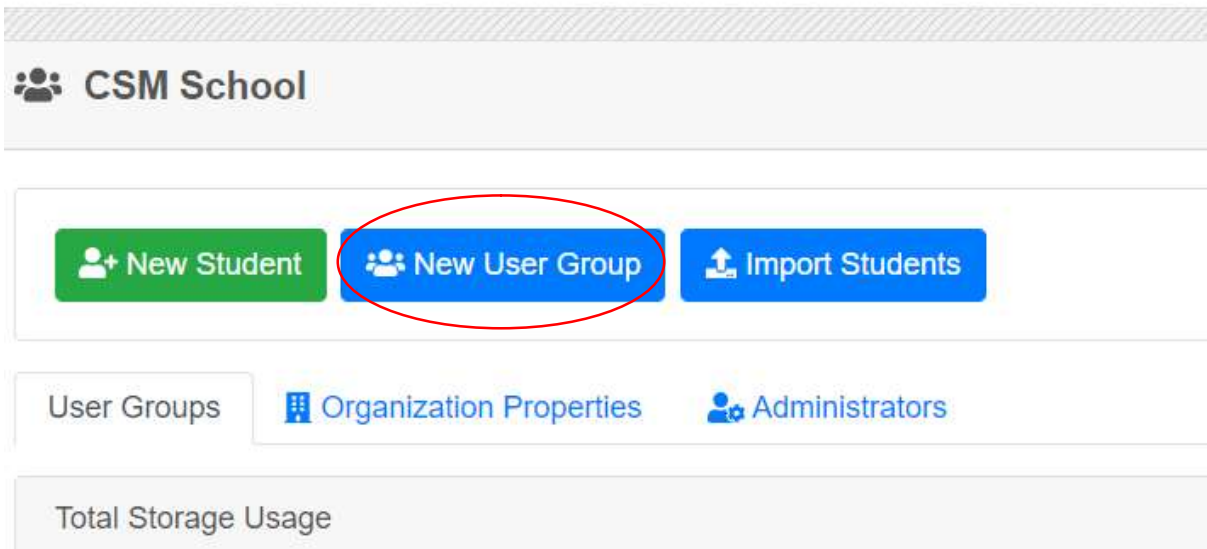 CSM School
New Student New User Group Import Students
User Groups Organization Properties Administrators
Total Storage Usage